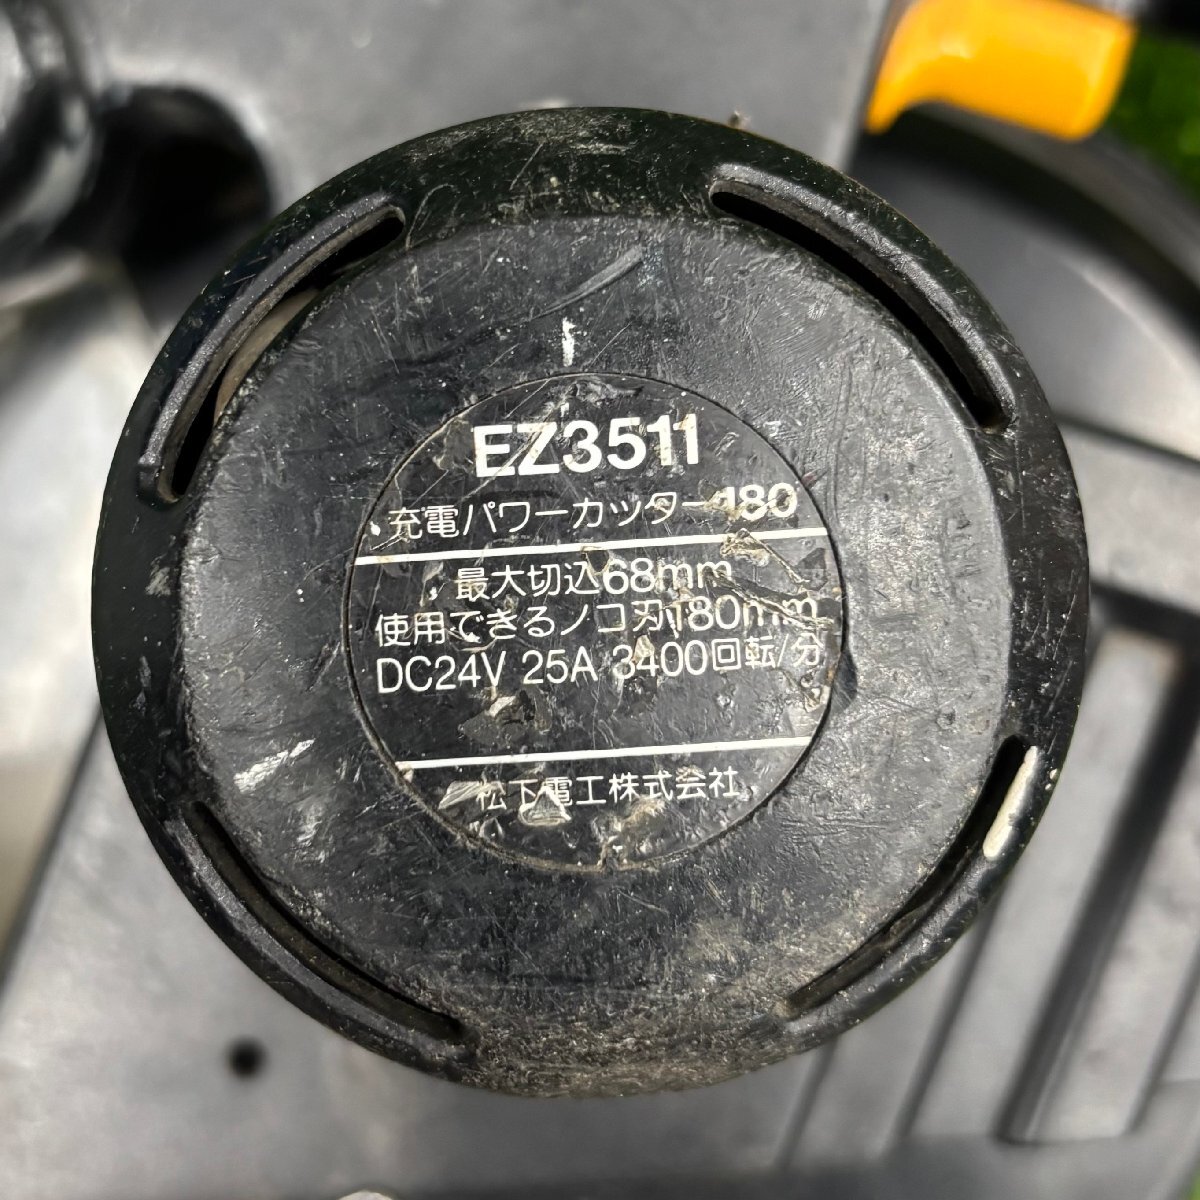 EZ3511
充電パワーカッター180
最大切込68mm
使用できるノコ刃180mm
DC24V 25A 3400回転/分
松下電工株式会社